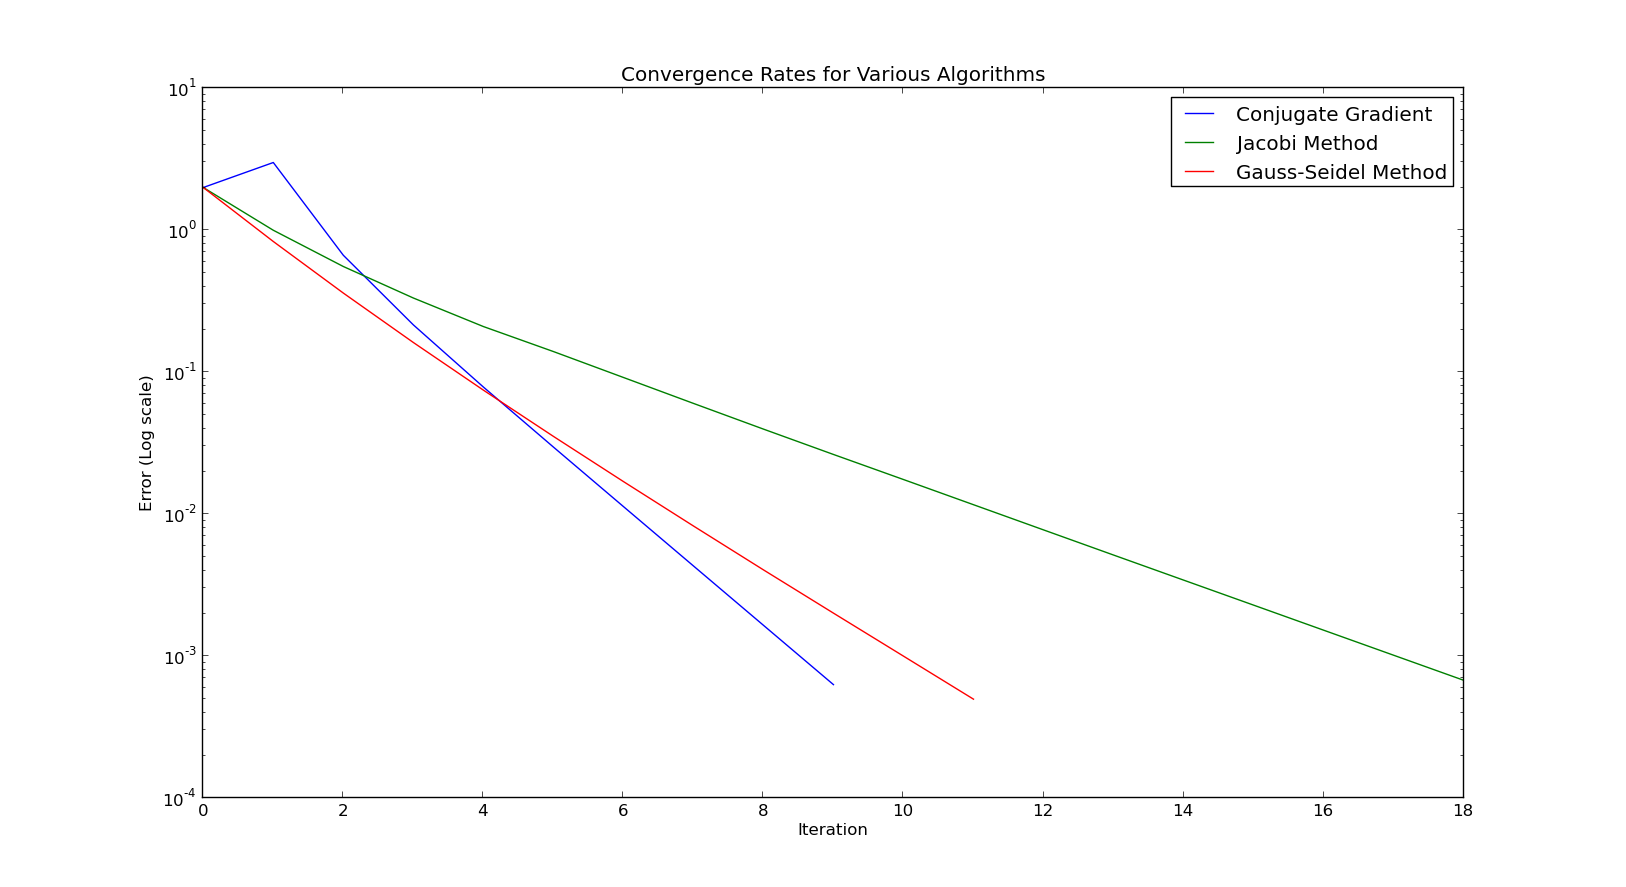 Convergence Rates for Various Algorithms
10^1
10^0
10^-1
10^-2
10^-3
10^-4
Error (Log scale)
Conjugate Gradient
Jacobi Method
Gauss-Seidel Method
0 2 4 6 8 10 12 14 16 18
Iteration